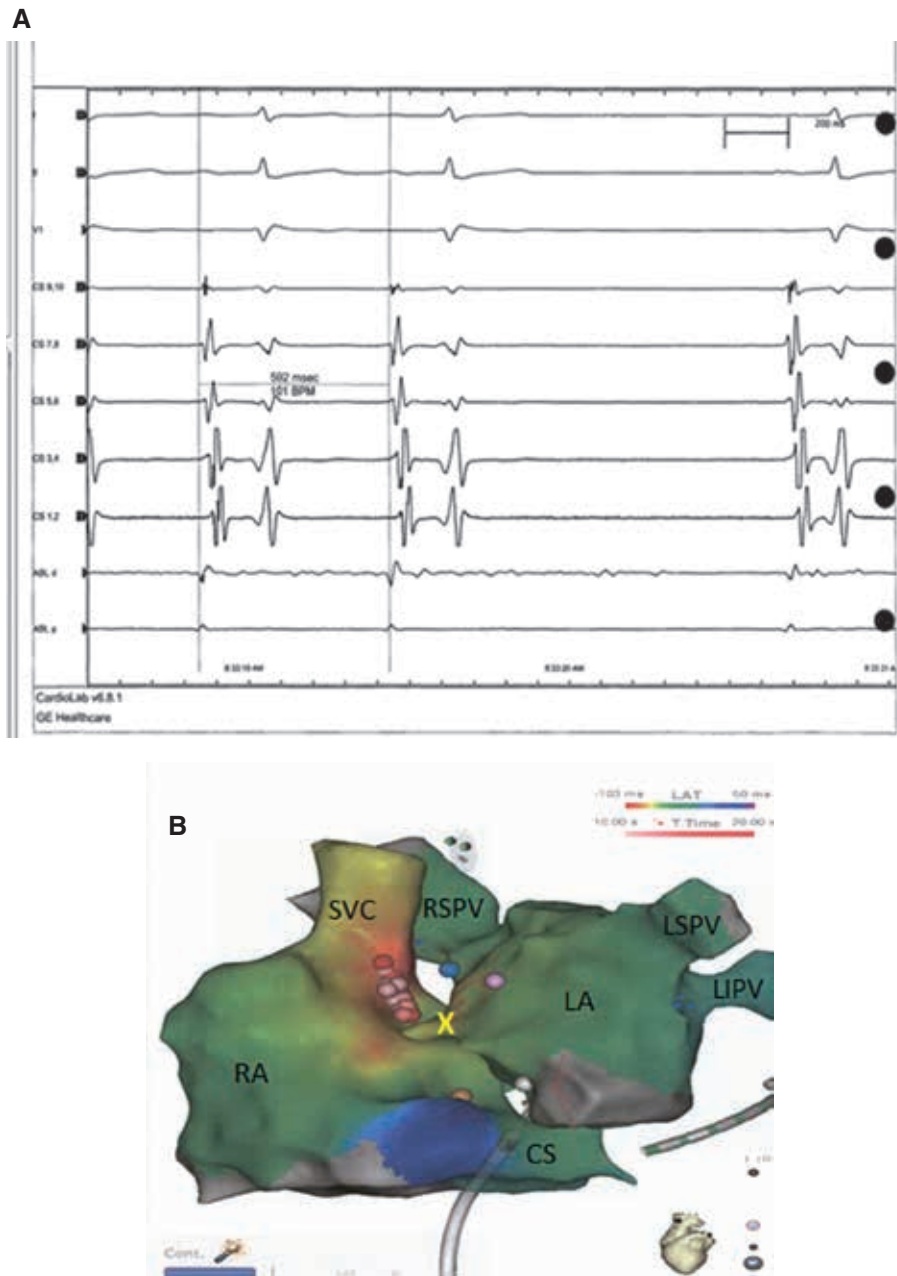 A
200 ms
V1
CS 9,10
CS 7,8
592 msec
101 BPM
CS 5,6
CS 3,4
CS 1,2
ABL d
ABL p
CardioLab v6.8.1
GE Healthcare
B
LAT
T.Time
SVC
RSPV
LSPV
LIPV
LA
X
RA
CS
Cont.